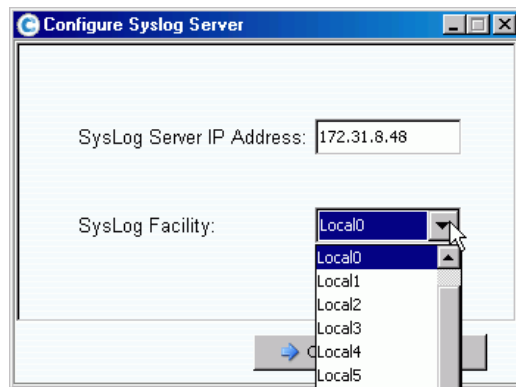 Configure Syslog Server
SysLog Server IP Address: 172.31.8.48
SysLog Facility: Local0
Local0
Local1
Local2
Local3
Local4
Local5